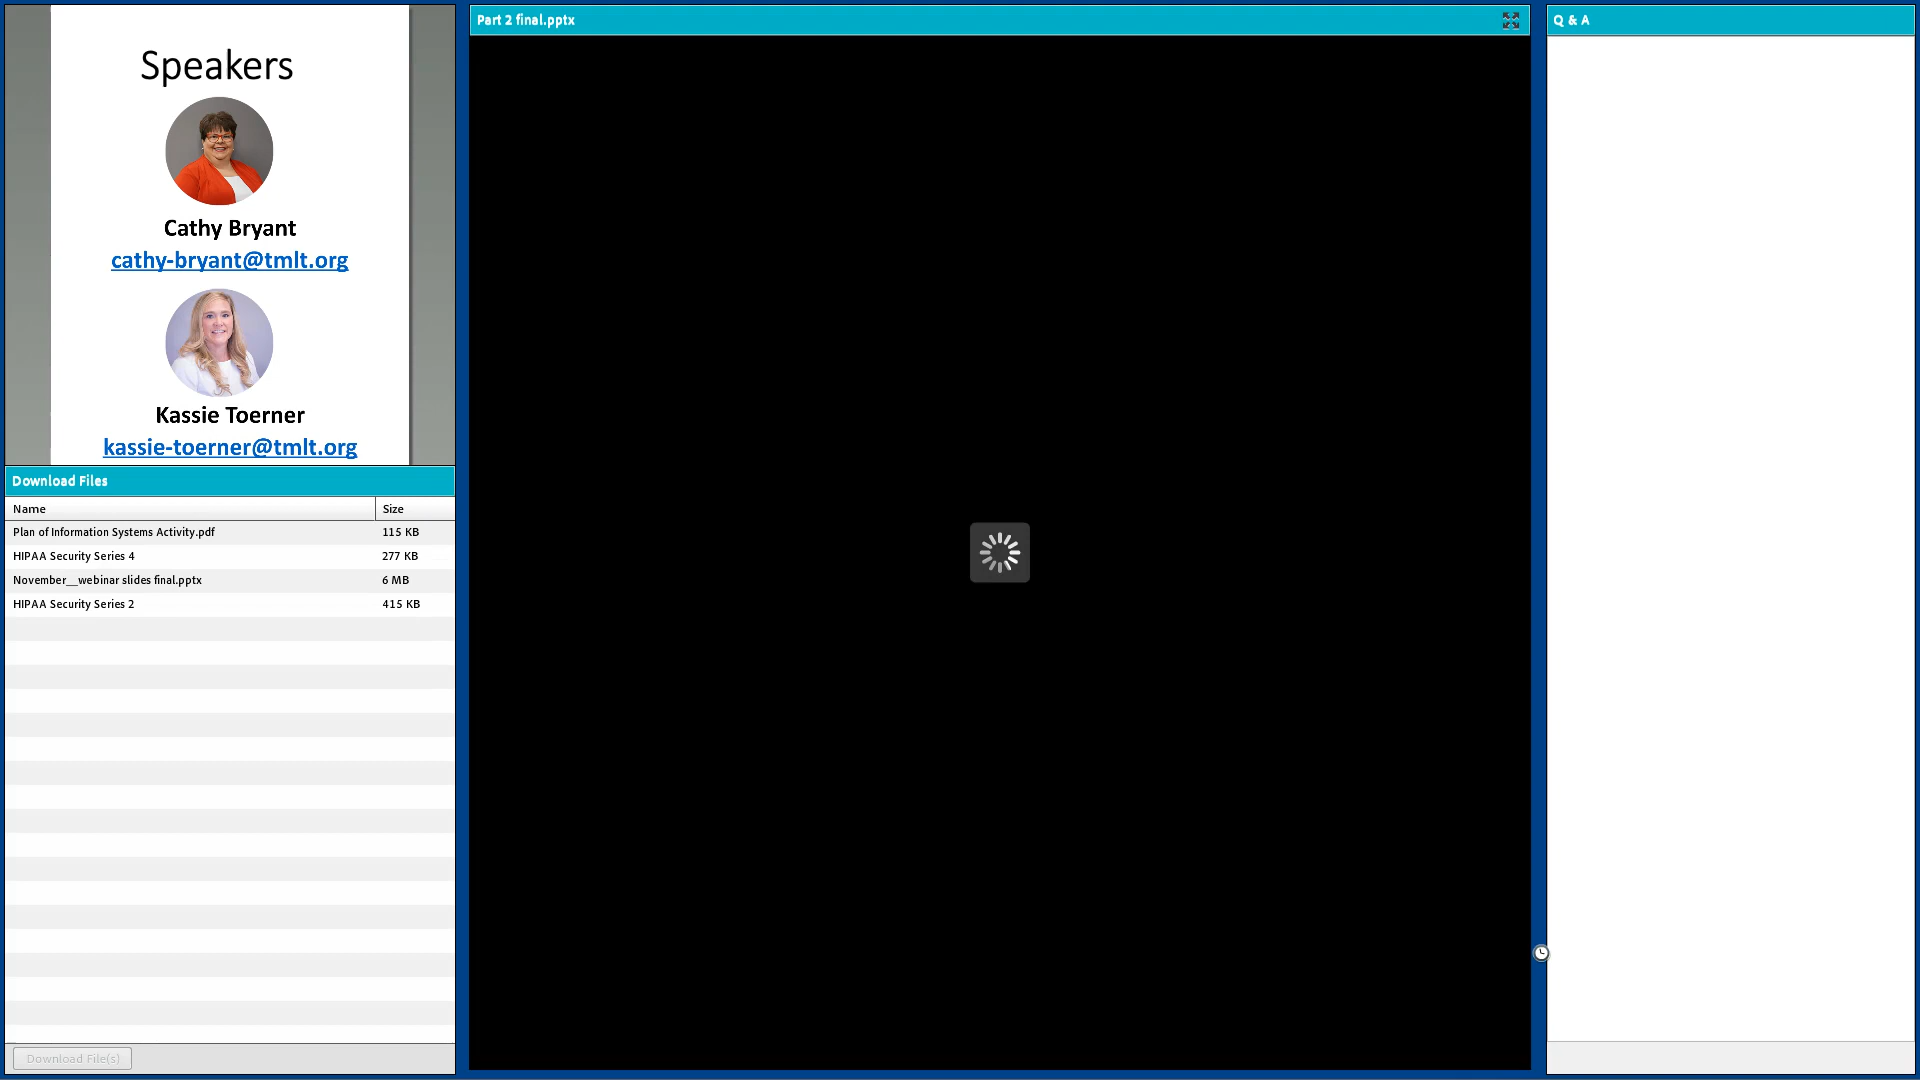 Speakers
Cathy Bryant
cathy-bryant@tmlt.org
Kassie Toerner
kassie-toerner@tmlt.org
Download Files
Name Size
Plan of Information Systems Activity.pdf 115 KB
HIPAA Security Series 4 277 KB
November__webinar slides final.pptx 6 MB
HIPAA Security Series 2 415 KB
Download File(s)
Part 2 final.pptx
Q & A